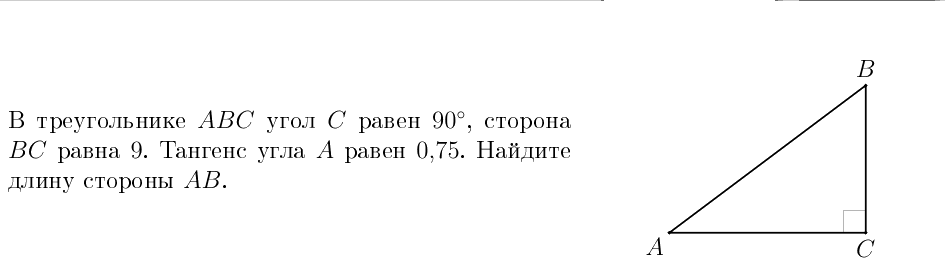 В треугольнике ABC угол C равен 90°, сторона
BC равна 9. Тангенс угла A равен 0,75. Найдите
длину стороны AB.
B
A
C